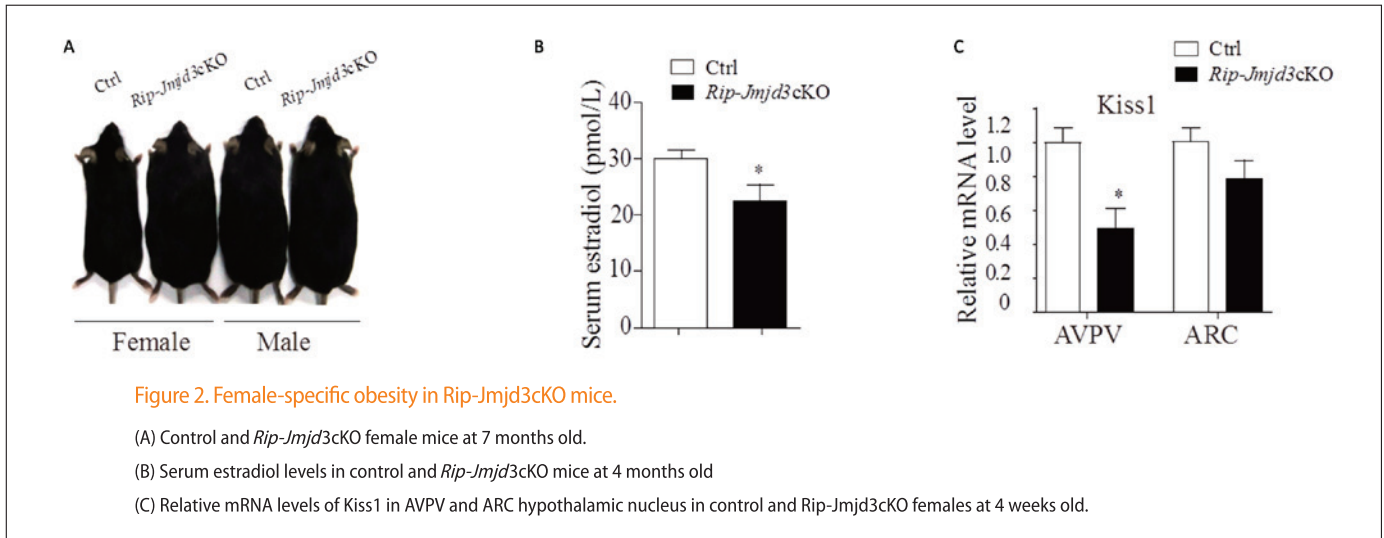 A
Ctrl
Rip-Jmjd3cKO
Ctrl
Rip-Jmjd3cKO
Female
Male
B
Ctrl
Rip-Jmjd3cKO
Serum estradiol (pmol/L)
40
30
20
10
0
*
C
Ctrl
Rip-Jmjd3cKO
Kiss1
Relative mRNA level
1.2
1.0
0.8
0.6
0.4
0.2
0
*
AVPV
ARC
Figure 2. Female-specific obesity in Rip-Jmjd3cKO mice.
(A) Control and Rip-Jmjd3cKO female mice at 7 months old.
(B) Serum estradiol levels in control and Rip-Jmjd3cKO mice at 4 months old
(C) Relative mRNA levels of Kiss1 in AVPV and ARC hypothalamic nucleus in control and Rip-Jmjd3cKO females at 4 weeks old.